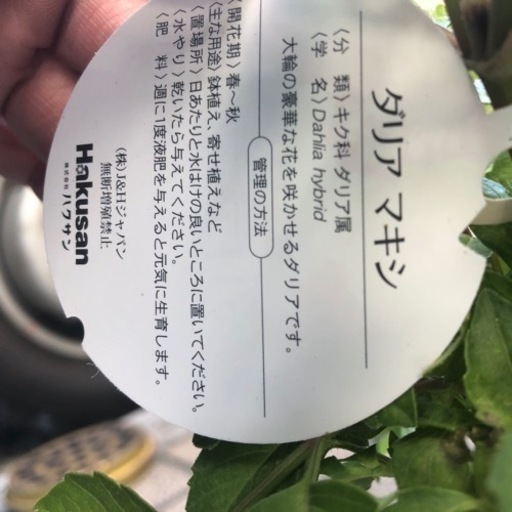 ダリア マキシ
〈分 類〉キク科 ダリア属
〈学 名〉Dahlia hybrid
大輪の豪華な花を咲かせるダリアです。
管理の方法
〈開花期〉春〜秋
〈主な用途〉鉢植え、寄せ植えなど
〈置場所〉日あたりと水はけの良いところに置いてください。
〈水やり〉乾いたら与えてください。
〈肥 料〉週に1度液肥を与えると元気に生育します。
(株)J&Hジャパン
無断増殖禁止
Hakusan
株式会社 ハクサン